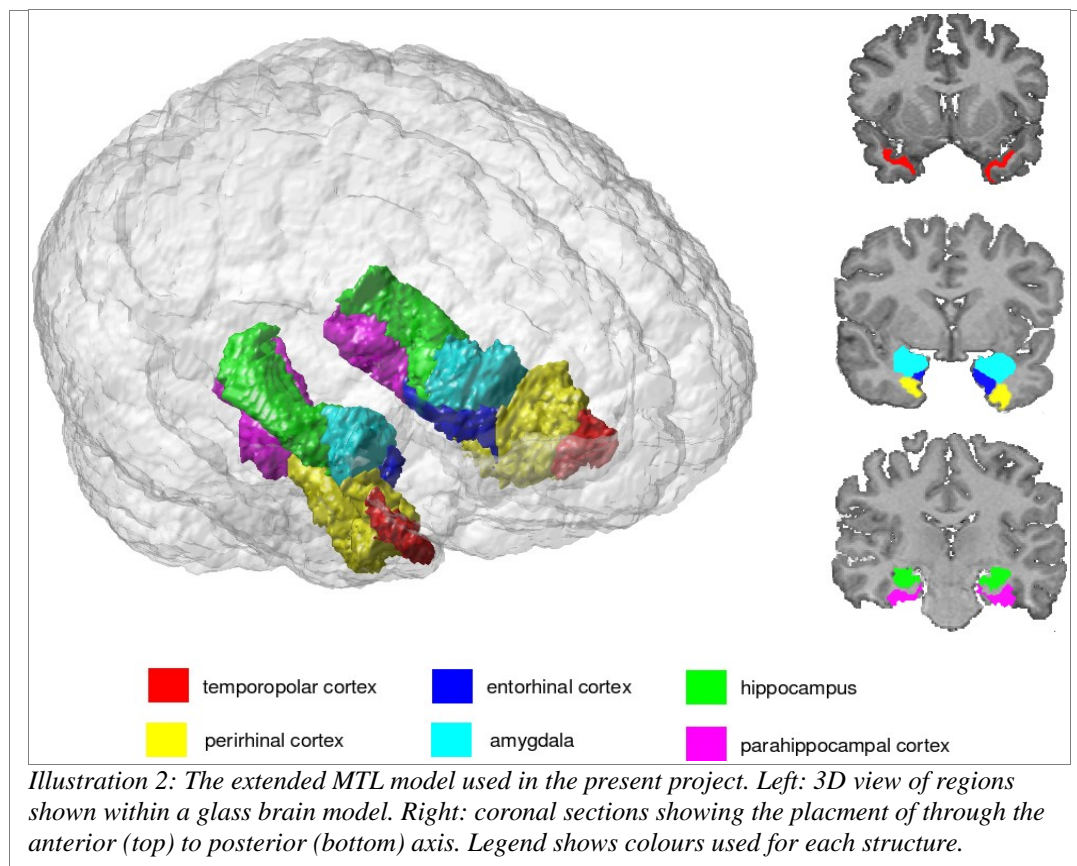 temporopolar cortex entorhinal cortex hippocampus
perirhinal cortex amygdala parahippocampal cortex
Illustration 2: The extended MTL model used in the present project. Left: 3D view of regions
shown within a glass brain model. Right: coronal sections showing the placment of through the
anterior (top) to posterior (bottom) axis. Legend shows colours used for each structure.